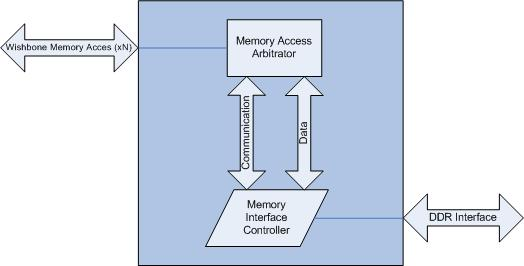 Wishbone Memory Acces (xN)
Memory Access
Arbitrator
Communication
Data
Memory
Interface
Controller
DDR Interface